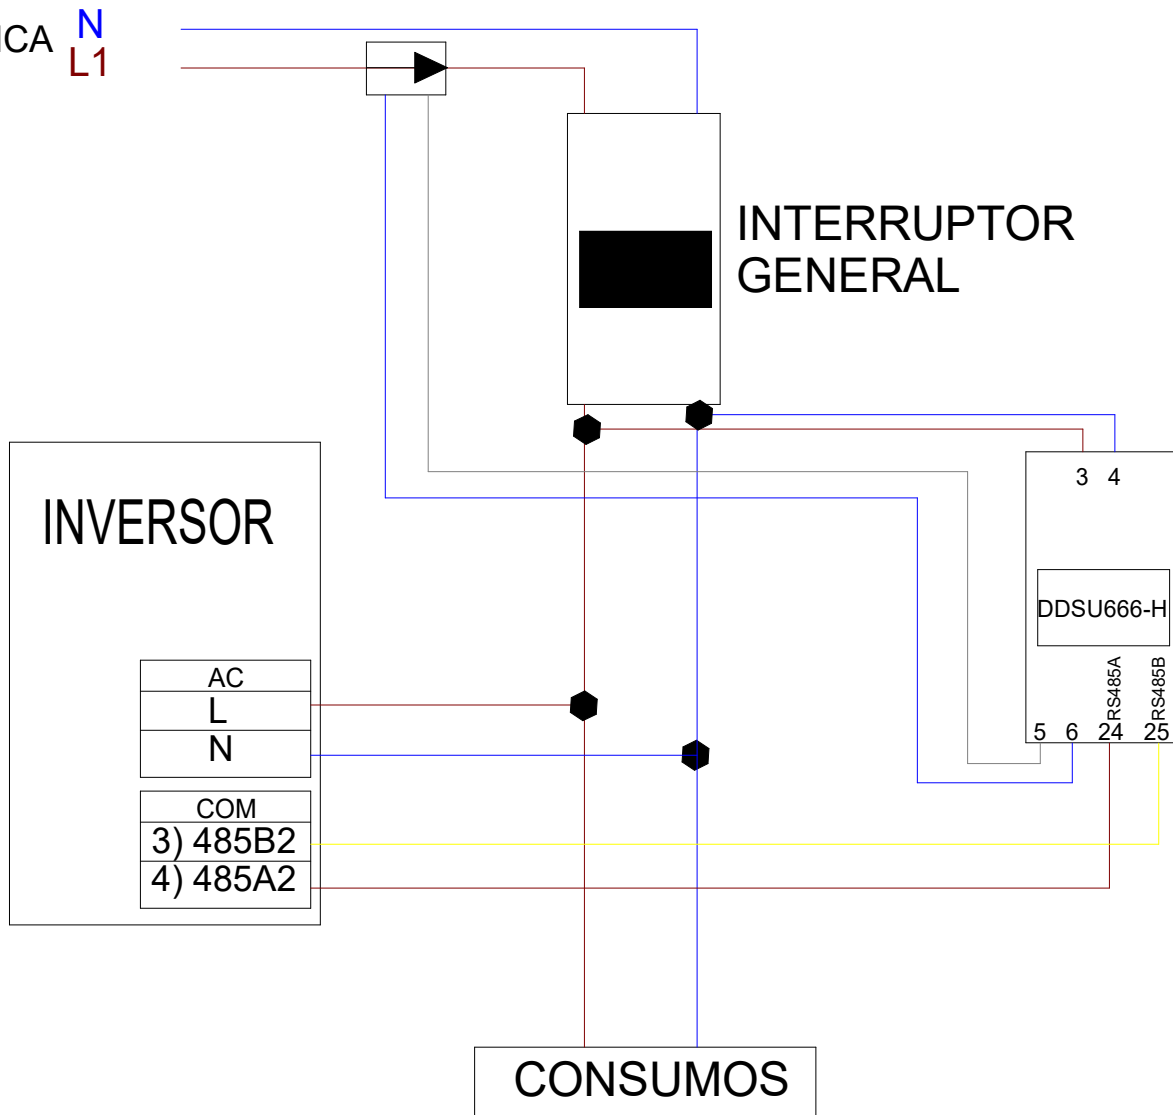 N
L1
INTERRUPTOR
GENERAL
3 4
INVERSOR
DDSU666-H
RS485A
RS485B
5 6 24 25
AC
L
N
COM
3) 485B2
4) 485A2
CONSUMOS